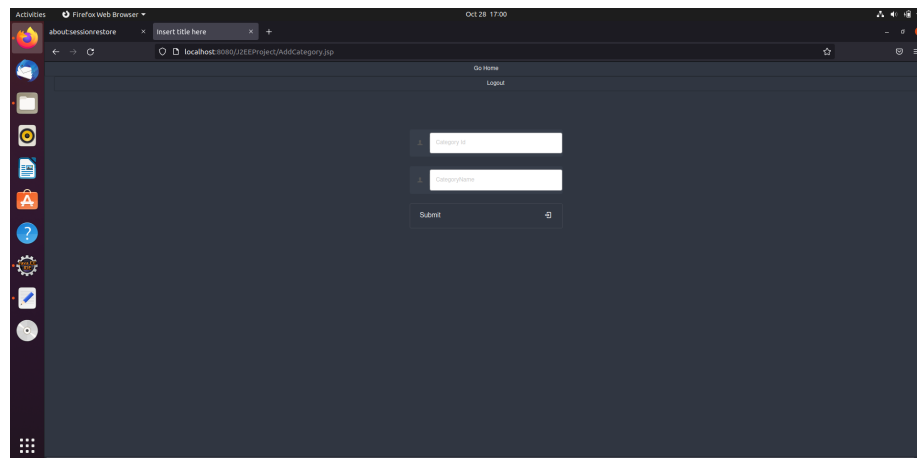 Activities Firefox Web Browser Oct 28 17:00
about:sessionrestore × Insert title here × +
localhost:8080/J2EEProject/AddCategory.jsp
Go Home
Logout
Category Id
CategoryName
Submit